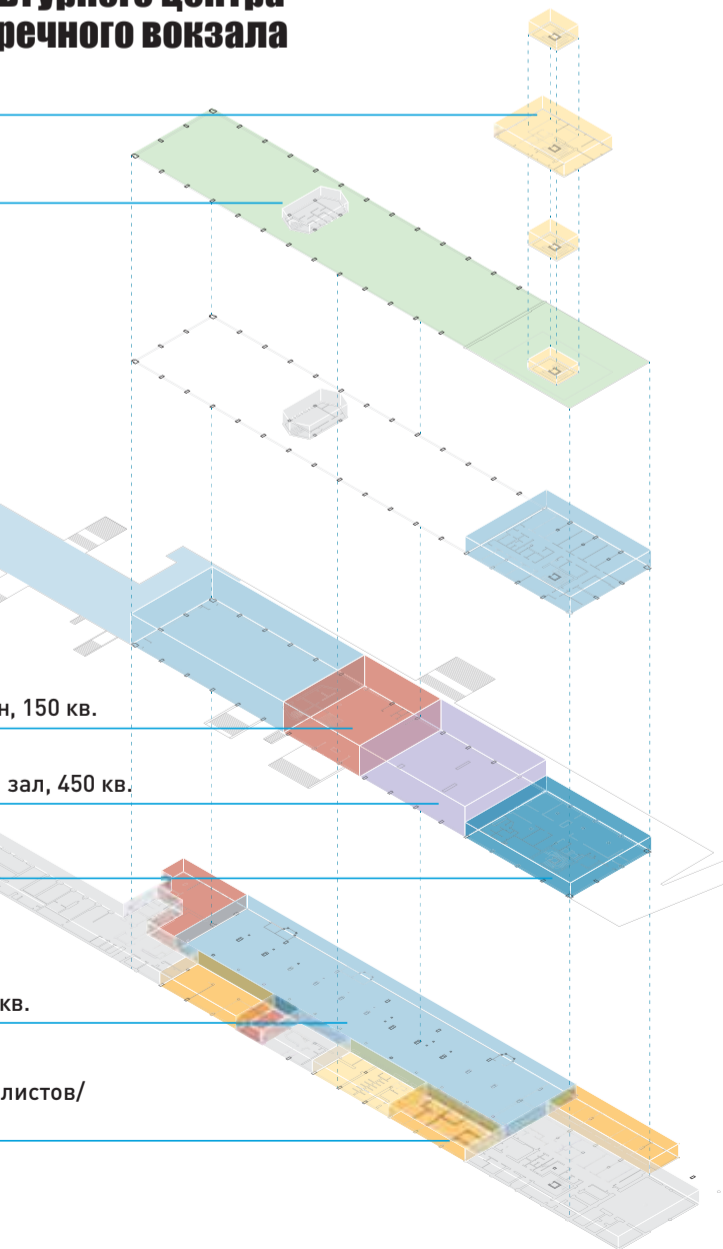 речного вокзала
н, 150 кв.
зал, 450 кв.
кв.
листов/